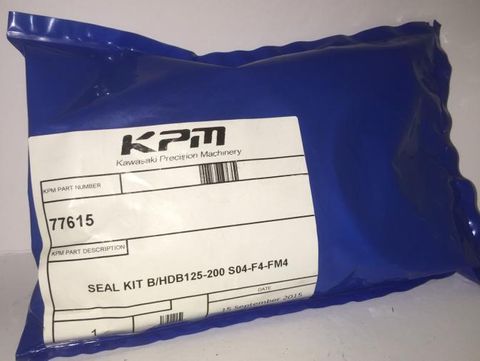 KPM
Kawasaki Precision Machinery
KPM PART NUMBER
77615
KPM PART DESCRIPTION
SEAL KIT B/HDB125-200 S04-F4-FM4
DATE
1
15 September 2015